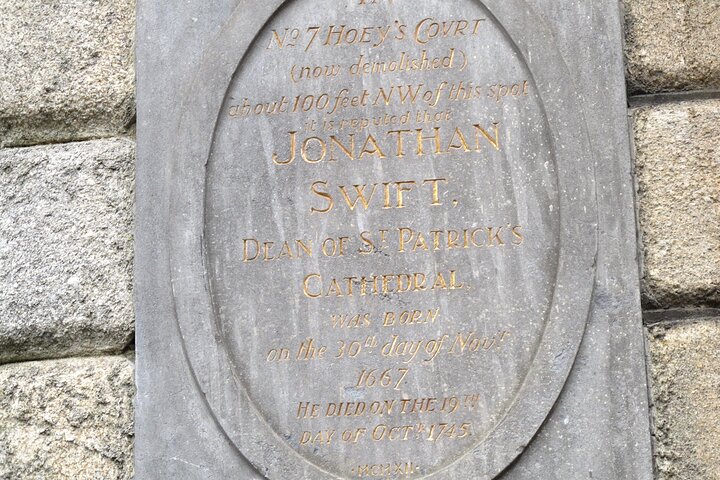 IN
No 7 HOEY'S COURT
(now demolished)
about 100 feet NW of this spot
it is reputed that
JONATHAN
SWIFT,
DEAN OF ST PATRICK'S
CATHEDRAL,
WAS BORN
on the 30th day of Novr
1667.
HE DIED ON THE 19TH
DAY OF OCTR 1745.